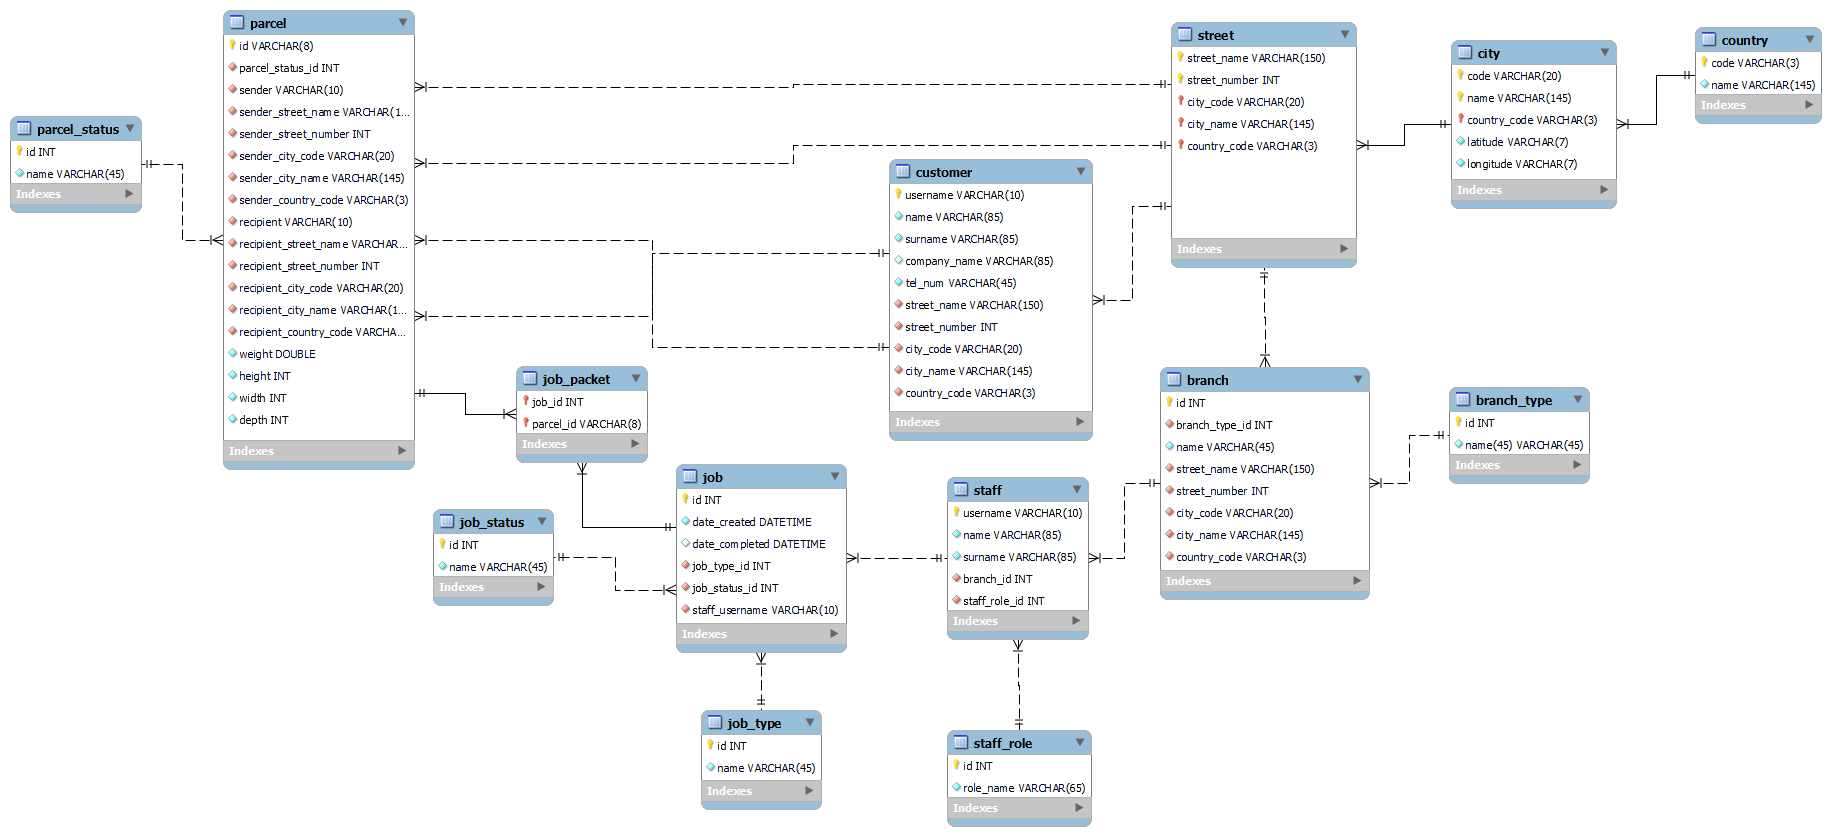 parcel
id VARCHAR(8)
parcel_status_id INT
sender VARCHAR(10)
sender_street_name VARCHAR(1...
sender_street_number INT
sender_city_code VARCHAR(20)
sender_city_name VARCHAR(145)
sender_country_code VARCHAR(3)
recipient VARCHAR(10)
recipient_street_name VARCHAR...
recipient_street_number INT
recipient_city_code VARCHAR(20)
recipient_city_name VARCHAR(1...
recipient_country_code VARCHA...
weight DOUBLE
height INT
width INT
depth INT
Indexes
parcel_status
id INT
name VARCHAR(45)
Indexes
street
street_name VARCHAR(150)
street_number INT
city_code VARCHAR(20)
city_name VARCHAR(145)
country_code VARCHAR(3)
Indexes
city
code VARCHAR(20)
name VARCHAR(145)
country_code VARCHAR(3)
latitude VARCHAR(7)
longitude VARCHAR(7)
Indexes
country
code VARCHAR(3)
name VARCHAR(145)
Indexes
customer
username VARCHAR(10)
name VARCHAR(85)
surname VARCHAR(85)
company_name VARCHAR(85)
tel_num VARCHAR(45)
street_name VARCHAR(150)
street_number INT
city_code VARCHAR(20)
city_name VARCHAR(145)
country_code VARCHAR(3)
Indexes
job_packet
job_id INT
parcel_id VARCHAR(8)
Indexes
branch
id INT
branch_type_id INT
name VARCHAR(45)
street_name VARCHAR(150)
street_number INT
city_code VARCHAR(20)
city_name VARCHAR(145)
country_code VARCHAR(3)
Indexes
branch_type
id INT
name(45) VARCHAR(45)
Indexes
job
id INT
date_created DATETIME
date_completed DATETIME
job_type_id INT
job_status_id INT
staff_username VARCHAR(10)
Indexes
staff
username VARCHAR(10)
name VARCHAR(85)
surname VARCHAR(85)
branch_id INT
staff_role_id INT
Indexes
job_status
id INT
name VARCHAR(45)
Indexes
job_type
id INT
name VARCHAR(45)
Indexes
staff_role
id INT
role_name VARCHAR(65)
Indexes